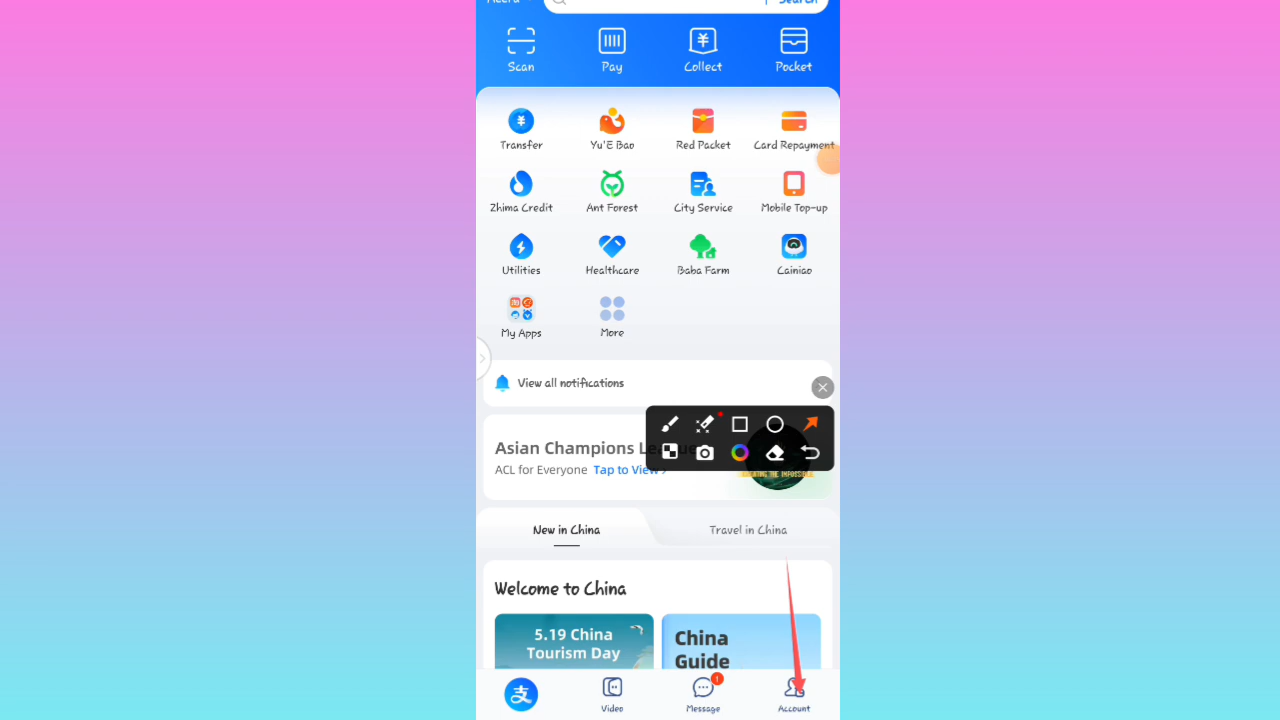 Search
Scan Pay Collect Pocket
Transfer Yu'E Bao Red Packet Card Repayment
Zhima Credit Ant Forest City Service Mobile Top-up
Utilities Healthcare Baba Farm Cainiao
My Apps More
View all notifications
Asian Champions
ACL for Everyone Tap to View
New in China Travel in China
Welcome to China
5.19 China
Tourism Day
China
Guide
支
1
Video Message Account